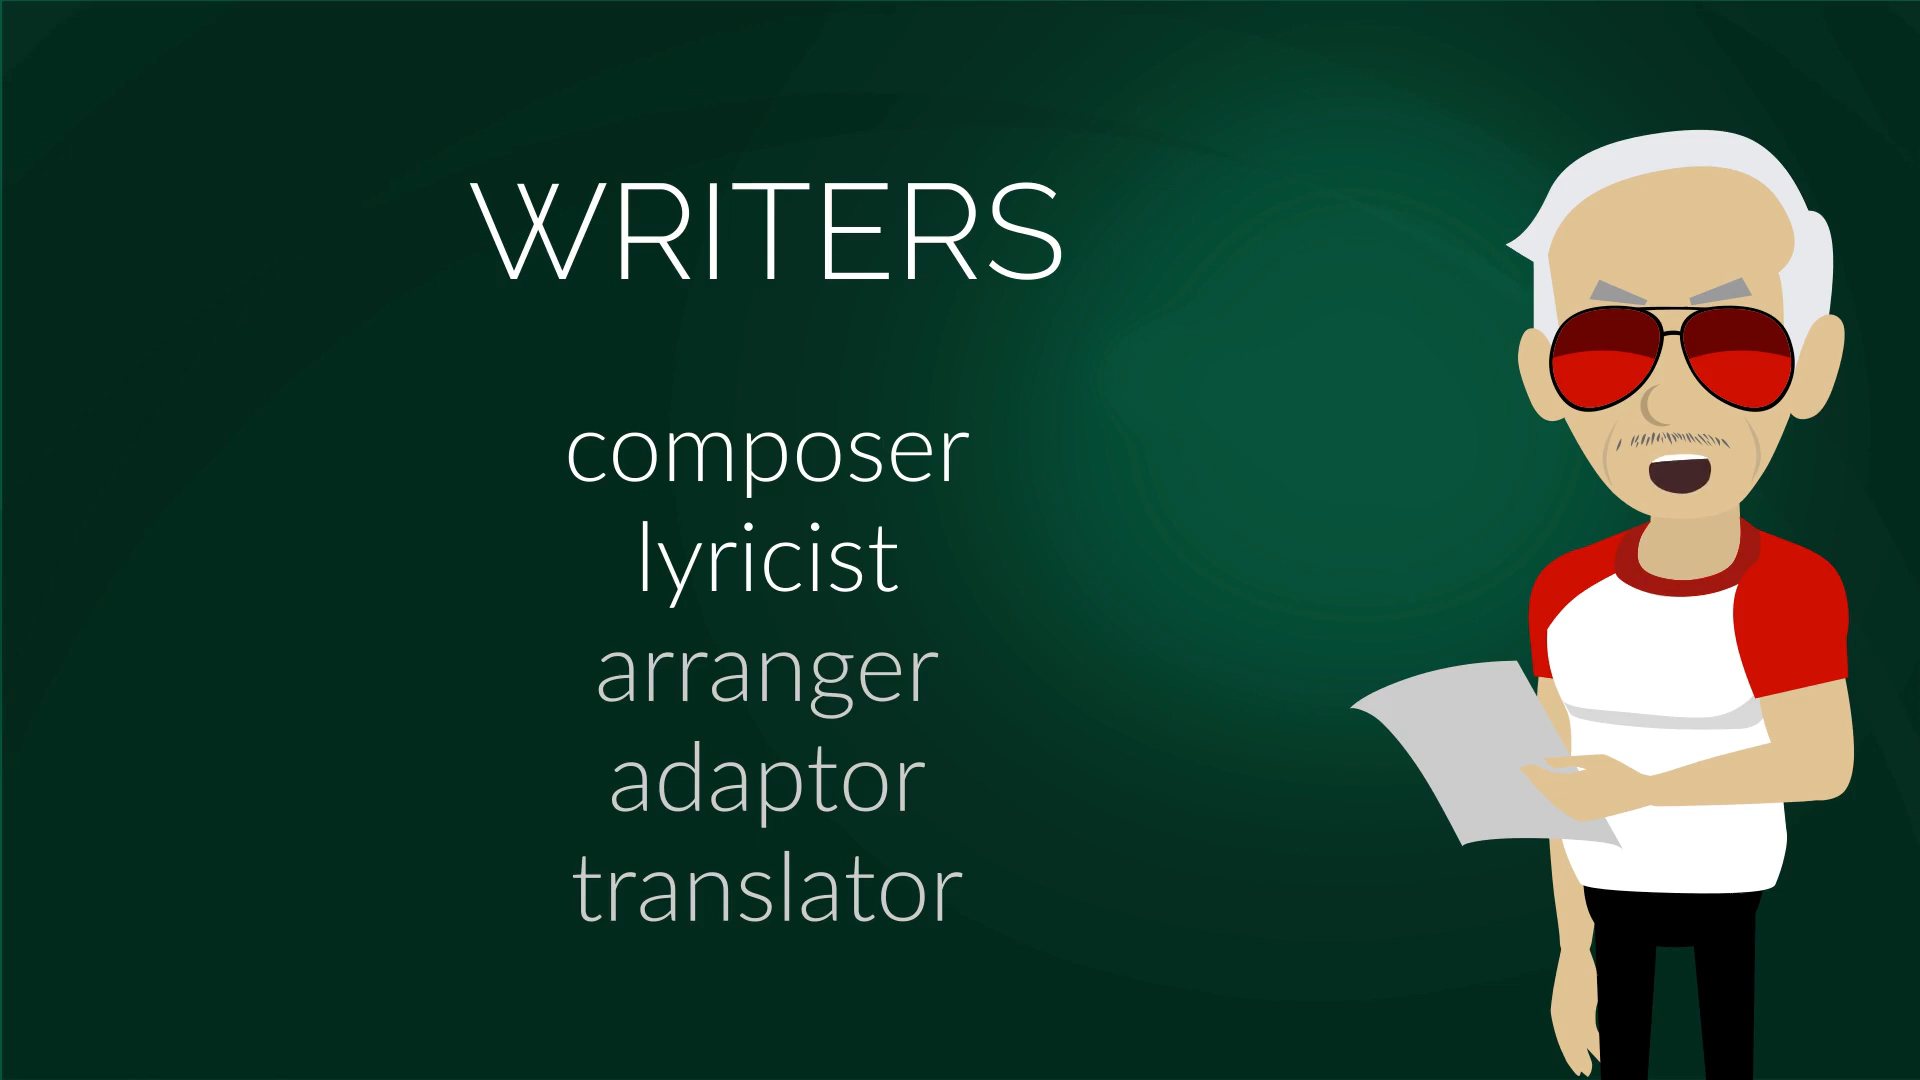 WRITERS
composer
lyricist
arranger
adaptor
translator